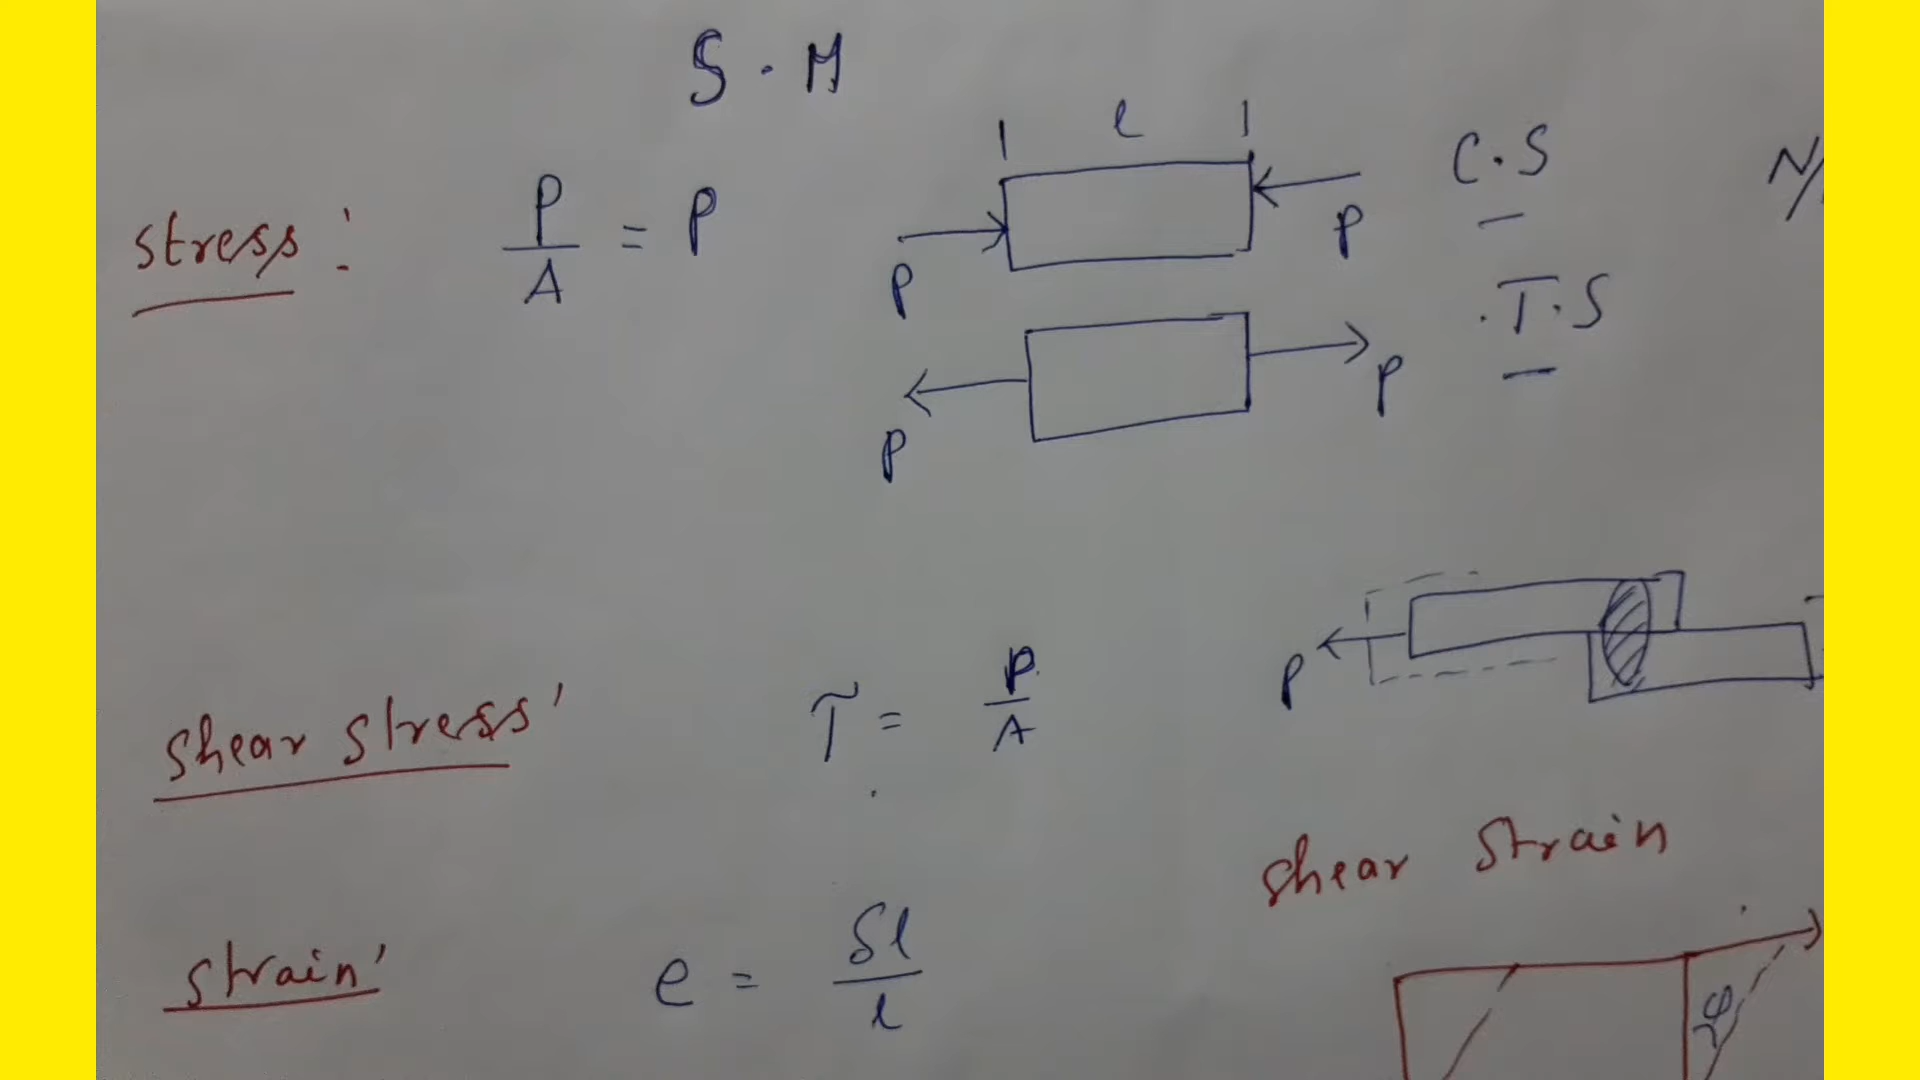 S.M
l
C.S
N/
stress:
P/A = P
P
P
.T.S
P
P
shear stress'
τ = P/A
P
shear strain
strain'
e = δl/l
φ